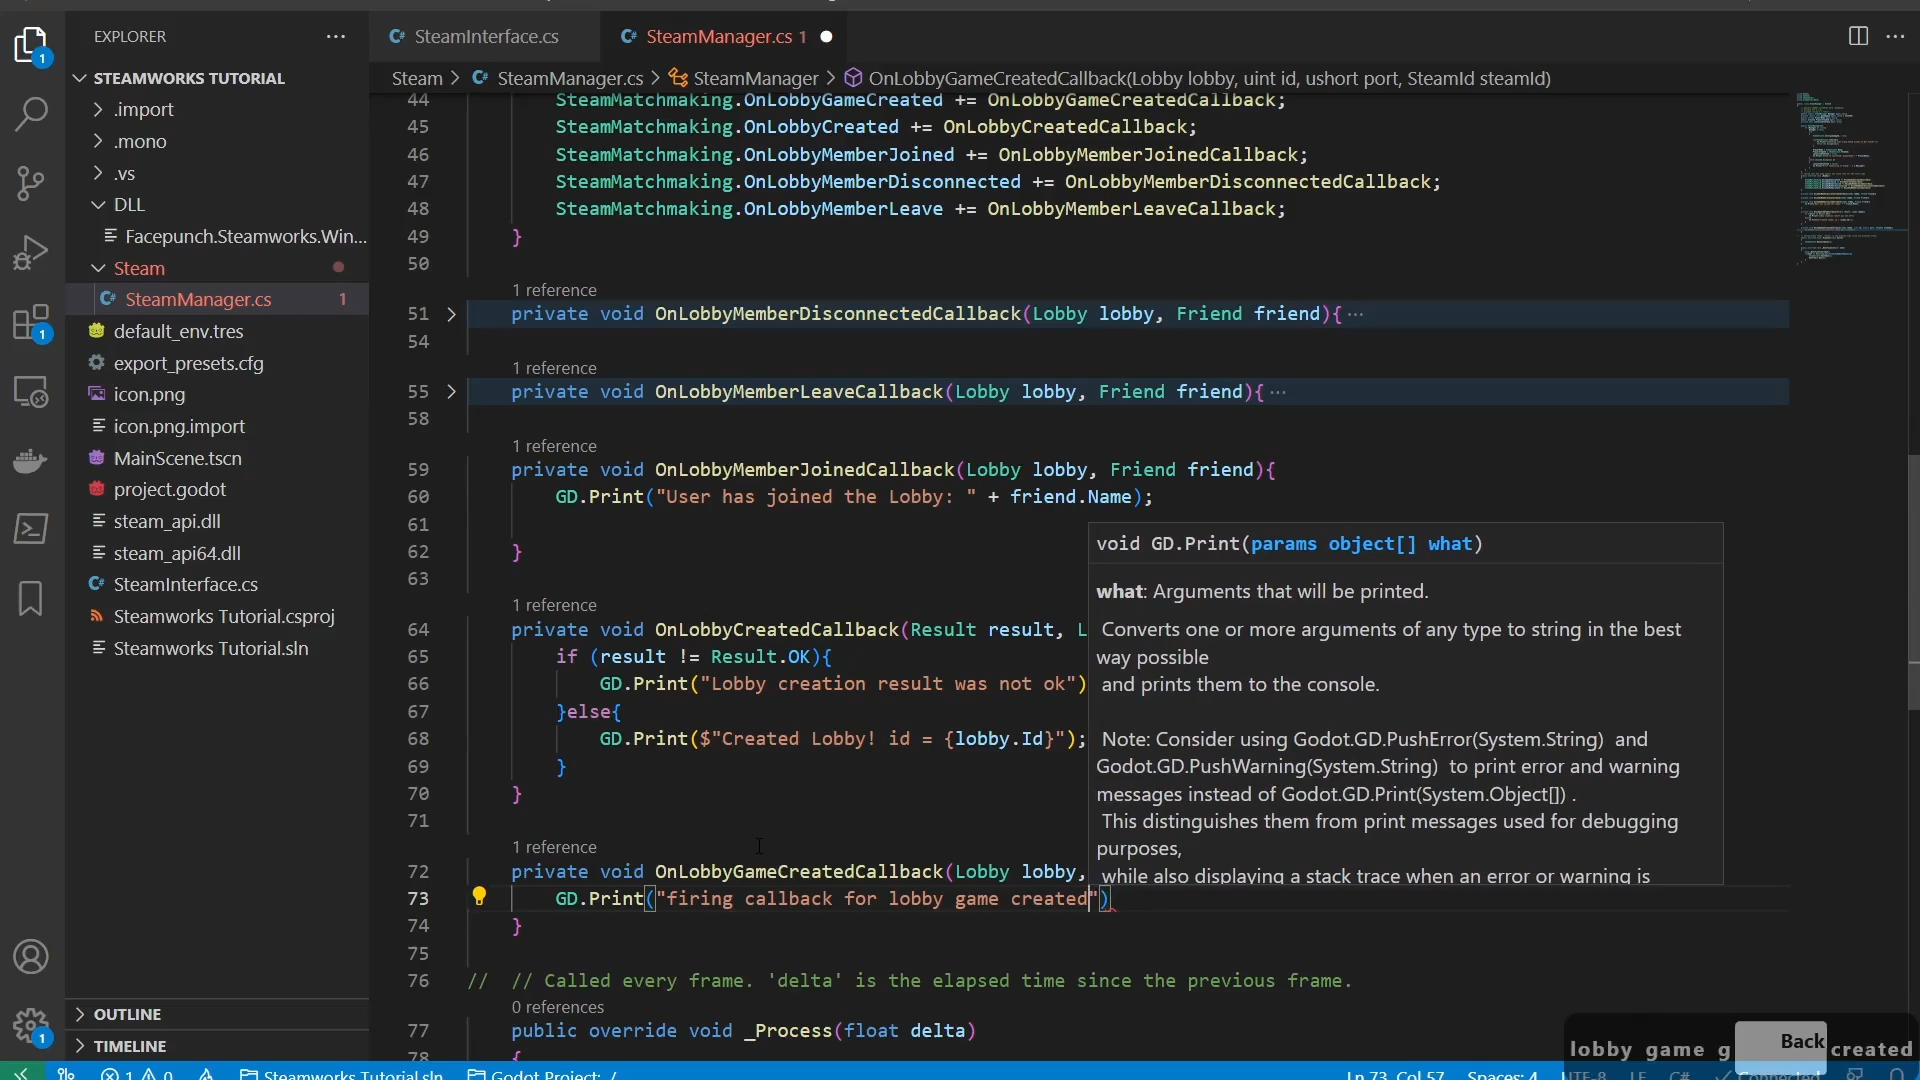 EXPLORER
STEAMWORKS TUTORIAL
.import
.mono
.vs
DLL
Facepunch.Steamworks.Win...
Steam
SteamManager.cs 1
default_env.tres
export_presets.cfg
icon.png
icon.png.import
MainScene.tscn
project.godot
steam_api.dll
steam_api64.dll
SteamInterface.cs
Steamworks Tutorial.csproj
Steamworks Tutorial.sln
OUTLINE
TIMELINE
SteamInterface.cs
SteamManager.cs 1
Steam > SteamManager.cs > SteamManager > OnLobbyGameCreatedCallback(Lobby lobby, uint id, ushort port, SteamId steamId)
44 SteamMatchmaking.OnLobbyGameCreated += OnLobbyGameCreatedCallback;
45 SteamMatchmaking.OnLobbyCreated += OnLobbyCreatedCallback;
46 SteamMatchmaking.OnLobbyMemberJoined += OnLobbyMemberJoinedCallback;
47 SteamMatchmaking.OnLobbyMemberDisconnected += OnLobbyMemberDisconnectedCallback;
48 SteamMatchmaking.OnLobbyMemberLeave += OnLobbyMemberLeaveCallback;
49 }
50
1 reference
51 private void OnLobbyMemberDisconnectedCallback(Lobby lobby, Friend friend){ ...
54
1 reference
55 private void OnLobbyMemberLeaveCallback(Lobby lobby, Friend friend){ ...
58
1 reference
59 private void OnLobbyMemberJoinedCallback(Lobby lobby, Friend friend){
60 GD.Print("User has joined the Lobby: " + friend.Name);
61
62 }
63
1 reference
64 private void OnLobbyCreatedCallback(Result result, L
65 if (result != Result.OK){
66 GD.Print("Lobby creation result was not ok")
67 }else{
68 GD.Print($"Created Lobby! id = {lobby.Id}");
69 }
70 }
71
1 reference
72 private void OnLobbyGameCreatedCallback(Lobby lobby,
73 GD.Print("firing callback for lobby game created")
74 }
75
76 // // Called every frame. 'delta' is the elapsed time since the previous frame.
0 references
77 public override void _Process(float delta)
78 {
void GD.Print(params object[] what)
what: Arguments that will be printed.
Converts one or more arguments of any type to string in the best
way possible
and prints them to the console.
Note: Consider using Godot.GD.PushError(System.String) and
Godot.GD.PushWarning(System.String) to print error and warning
messages instead of Godot.GD.Print(System.Object[]) .
This distinguishes them from print messages used for debugging
purposes,
while also displaying a stack trace when an error or warning is
lobby game g Back created
1 0 Steamworks Tutorial.sln Godot Project: / Ln 73, Col 57 Spaces: 4 UTF-8 LF C# Connected
1
1
1